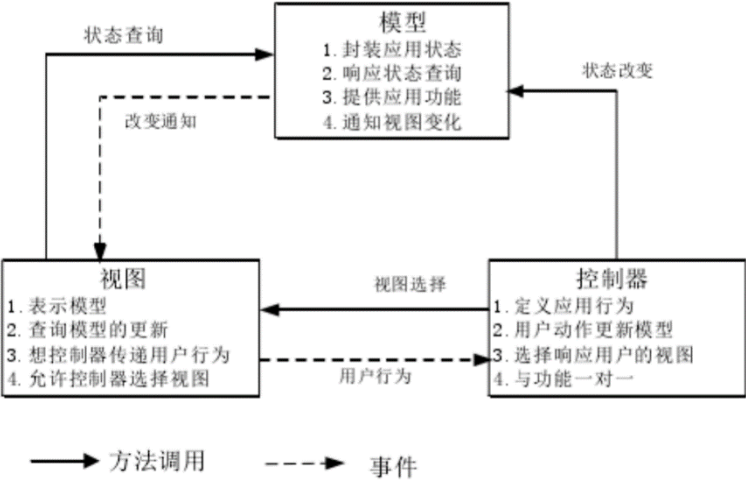 模型
1.封装应用状态
2.响应状态查询
3.提供应用功能
4.通知视图变化
状态查询
状态改变
改变通知
视图
1.表示模型
2.查询模型的更新
3.想控制器传递用户行为
4.允许控制器选择视图
视图选择
用户行为
控制器
1.定义应用行为
2.用户动作更新模型
3.选择响应用户的视图
4.与功能一对一
方法调用
事件